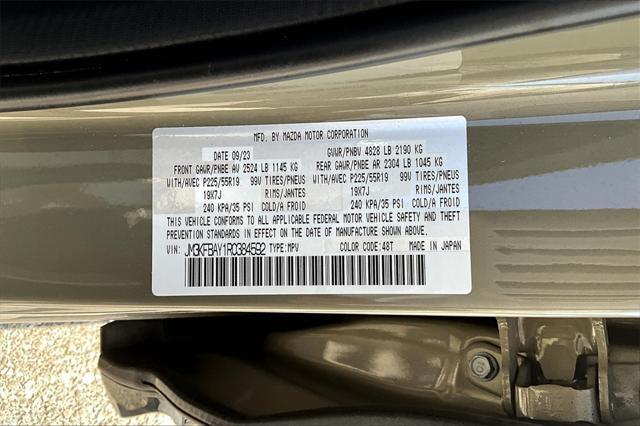 MFD. BY MAZDA MOTOR CORPORATION
DATE 09/23 GVWR/PNBV 4828 LB 2190 KG
FRONT GAWR/PNBE AV 2524 LB 1145 KG REAR GAWR/PNBE AR 2304 LB 1045 KG
WITH/AVEC P225/55R19 99V TIRES/PNEUS WITH/AVEC P225/55R19 99V TIRES/PNEUS
19X7J RIMS/JANTES 19X7J RIMS/JANTES
240 KPA/35 PSI COLD/A FROID 240 KPA/35 PSI COLD/A FROID
THIS VEHICLE CONFORMS TO ALL APPLICABLE FEDERAL MOTOR VEHICLE SAFETY AND THEFT
PREVENTION STANDARDS IN EFFECT ON THE DATE OF MANUFACTURE SHOWN ABOVE.
VIN: JM3KFBAY1R0384592 TYPE:MPV COLOR CODE:48T MADE IN JAPAN